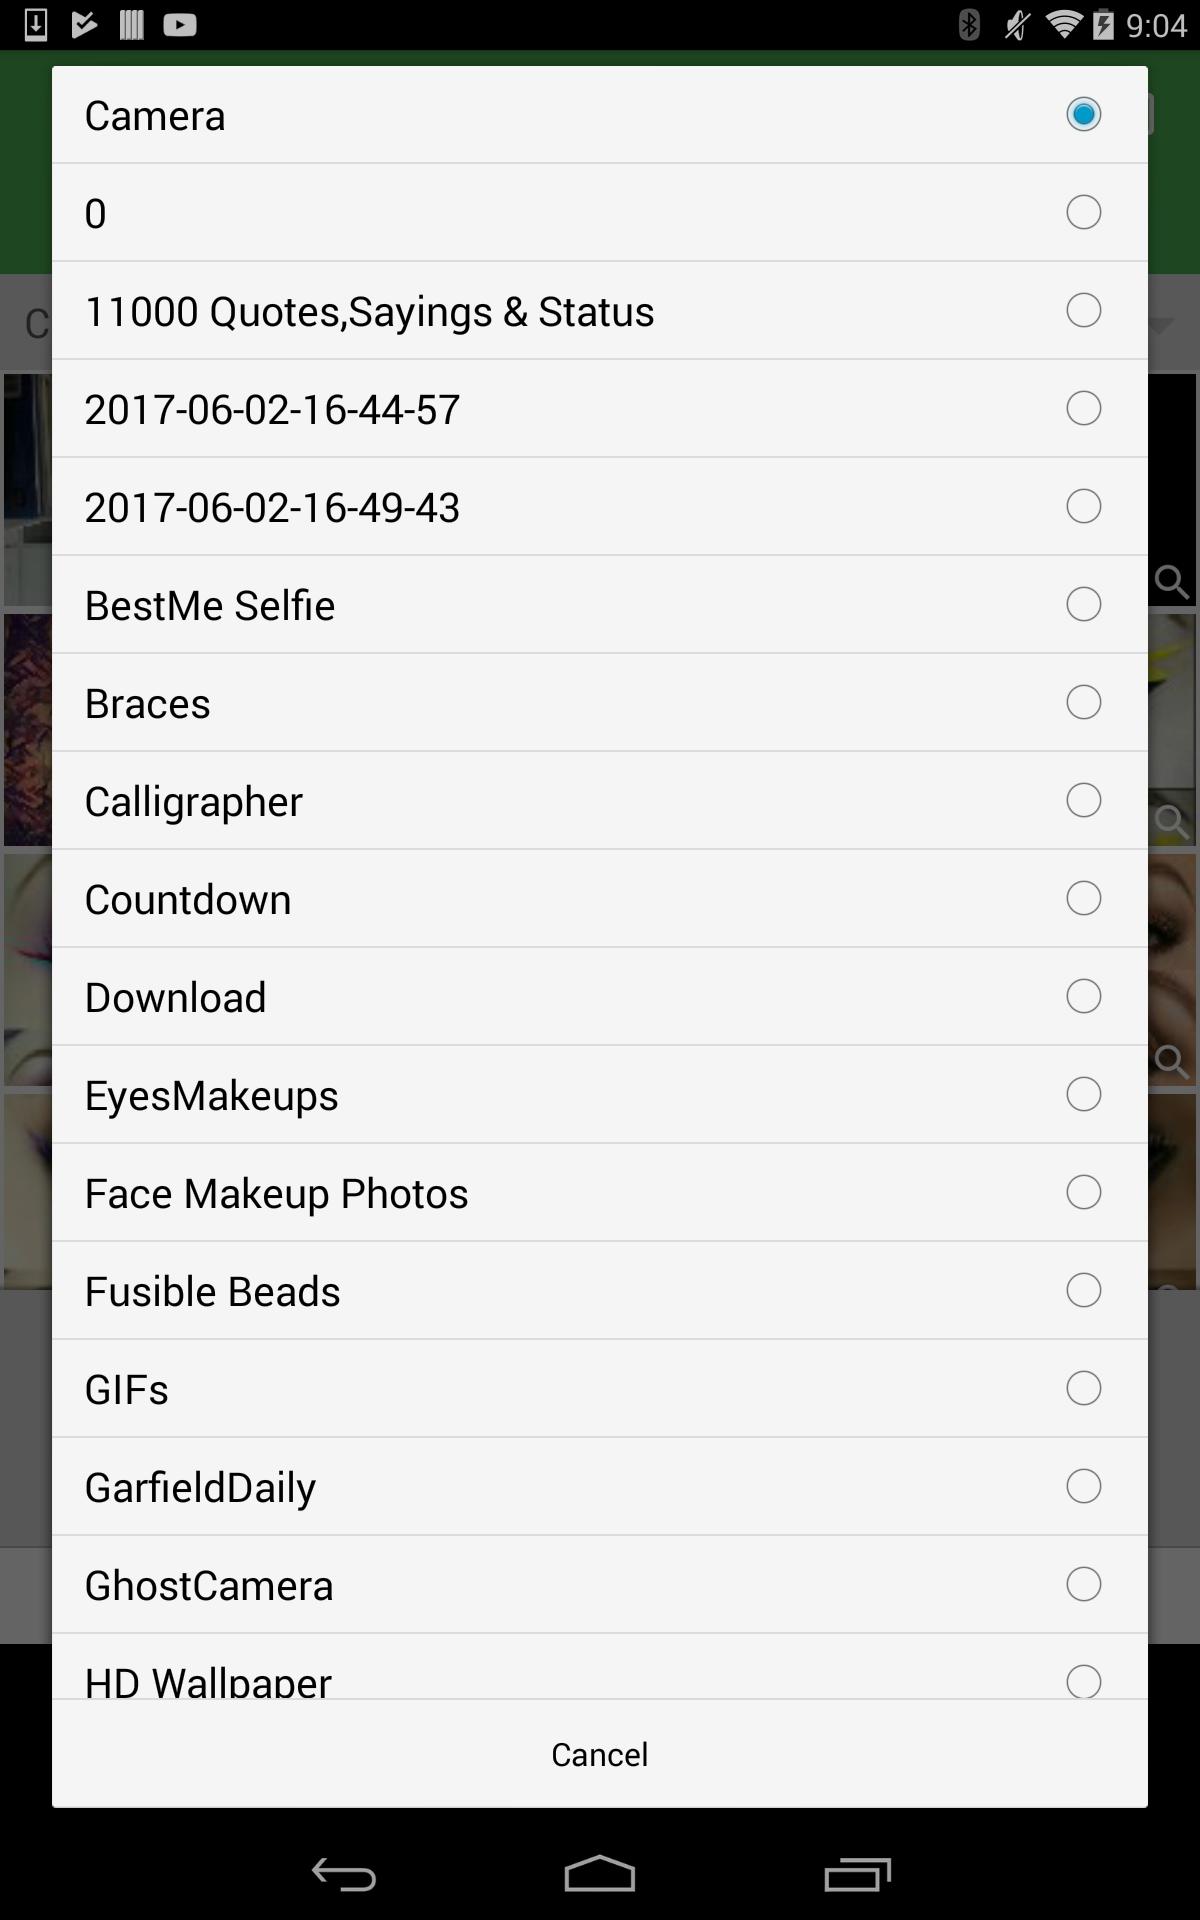 9:04
Camera
0
11000 Quotes,Sayings & Status
C
2017-06-02-16-44-57
2017-06-02-16-49-43
BestMe Selfie
Braces
Calligrapher
Countdown
Download
EyesMakeups
Face Makeup Photos
Fusible Beads
GIFs
GarfieldDaily
GhostCamera
HD Wallpaper
Cancel